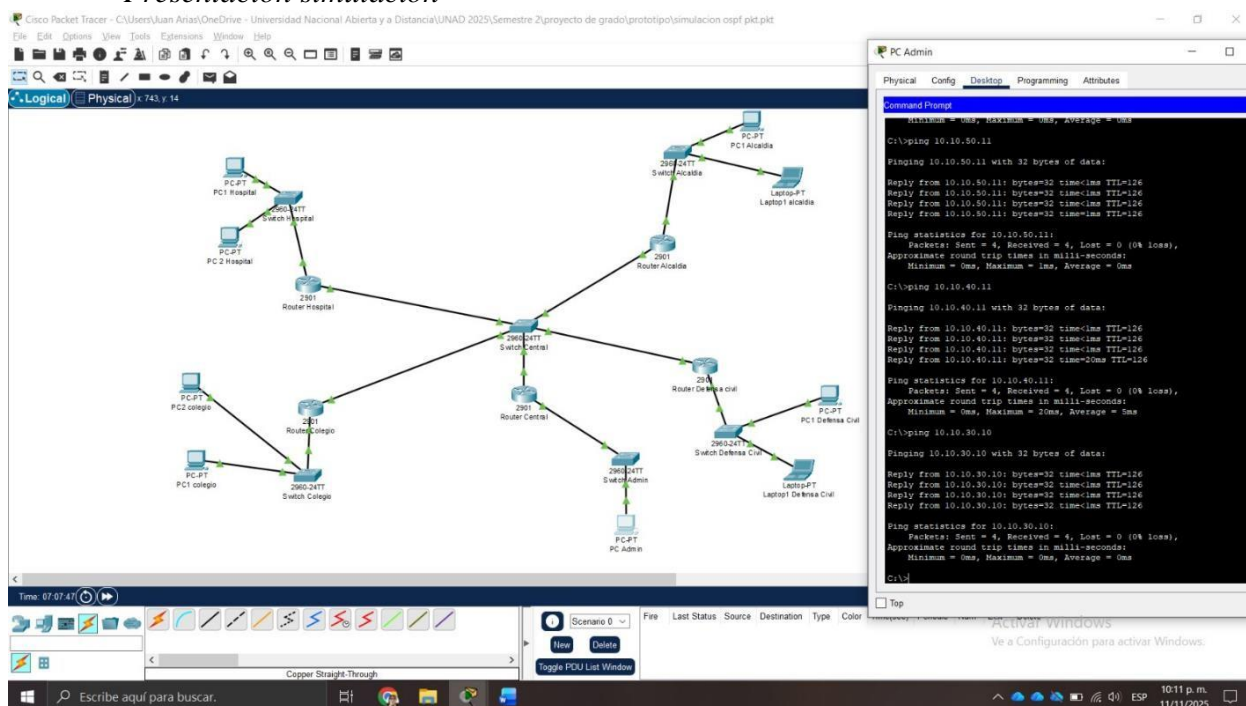 Presentación simulación
Cisco Packet Tracer - C:\Users\Juan Arias\OneDrive - Universidad Nacional Abierta y a Distancia\UNAD 2025\Semestre 2\proyecto de grado\prototipo\simulacion ospf pkt.pkt
File Edit Options View Tools Extensions Window Help
Logical Physical x: 743, y: 14
PC-PT
PC1 Alcaldia
2960-24TT
Switch Alcaldia
Laptop-PT
Laptop1 alcaldia
2901
Router Alcaldia
PC-PT
PC1 Hospital
2960-24TT
Switch Hospital
PC-PT
PC 2 Hospital
2901
Router Hospital
2960-24TT
Switch Central
2901
Router Defensa civil
PC-PT
PC1 Defensa Civil
2960-24TT
Switch Defensa Civil
Laptop-PT
Laptop1 Defensa Civil
2901
Router Central
2960-24TT
Switch Admin
PC-PT
PC Admin
PC-PT
PC2 colegio
2901
Router Colegio
PC-PT
PC1 colegio
2960-24TT
Switch Colegio
PC Admin
Physical Config Desktop Programming Attributes
Command Prompt
Minimum = 0ms, Maximum = 0ms, Average = 0ms
C:\>ping 10.10.50.11
Pinging 10.10.50.11 with 32 bytes of data:
Reply from 10.10.50.11: bytes=32 time<1ms TTL=126
Reply from 10.10.50.11: bytes=32 time<1ms TTL=126
Reply from 10.10.50.11: bytes=32 time<1ms TTL=126
Reply from 10.10.50.11: bytes=32 time=1ms TTL=126
Ping statistics for 10.10.50.11:
Packets: Sent = 4, Received = 4, Lost = 0 (0% loss),
Approximate round trip times in milli-seconds:
Minimum = 0ms, Maximum = 1ms, Average = 0ms
C:\>ping 10.10.40.11
Pinging 10.10.40.11 with 32 bytes of data:
Reply from 10.10.40.11: bytes=32 time<1ms TTL=126
Reply from 10.10.40.11: bytes=32 time<1ms TTL=126
Reply from 10.10.40.11: bytes=32 time<1ms TTL=126
Reply from 10.10.40.11: bytes=32 time=20ms TTL=126
Ping statistics for 10.10.40.11:
Packets: Sent = 4, Received = 4, Lost = 0 (0% loss),
Approximate round trip times in milli-seconds:
Minimum = 0ms, Maximum = 20ms, Average = 5ms
C:\>ping 10.10.30.10
Pinging 10.10.30.10 with 32 bytes of data:
Reply from 10.10.30.10: bytes=32 time<1ms TTL=126
Reply from 10.10.30.10: bytes=32 time<1ms TTL=126
Reply from 10.10.30.10: bytes=32 time<1ms TTL=126
Reply from 10.10.30.10: bytes=32 time<1ms TTL=126
Ping statistics for 10.10.30.10:
Packets: Sent = 4, Received = 4, Lost = 0 (0% loss),
Approximate round trip times in milli-seconds:
Minimum = 0ms, Maximum = 0ms, Average = 0ms
C:\>
Top
Time: 07:07:47
Scenario 0
New Delete
Toggle PDU List Window
Fire Last Status Source Destination Type Color
Copper Straight-Through
Activar Windows
Ve a Configuración para activar Windows.
Escribe aquí para buscar.
ESP
10:11 p. m.
11/11/2025